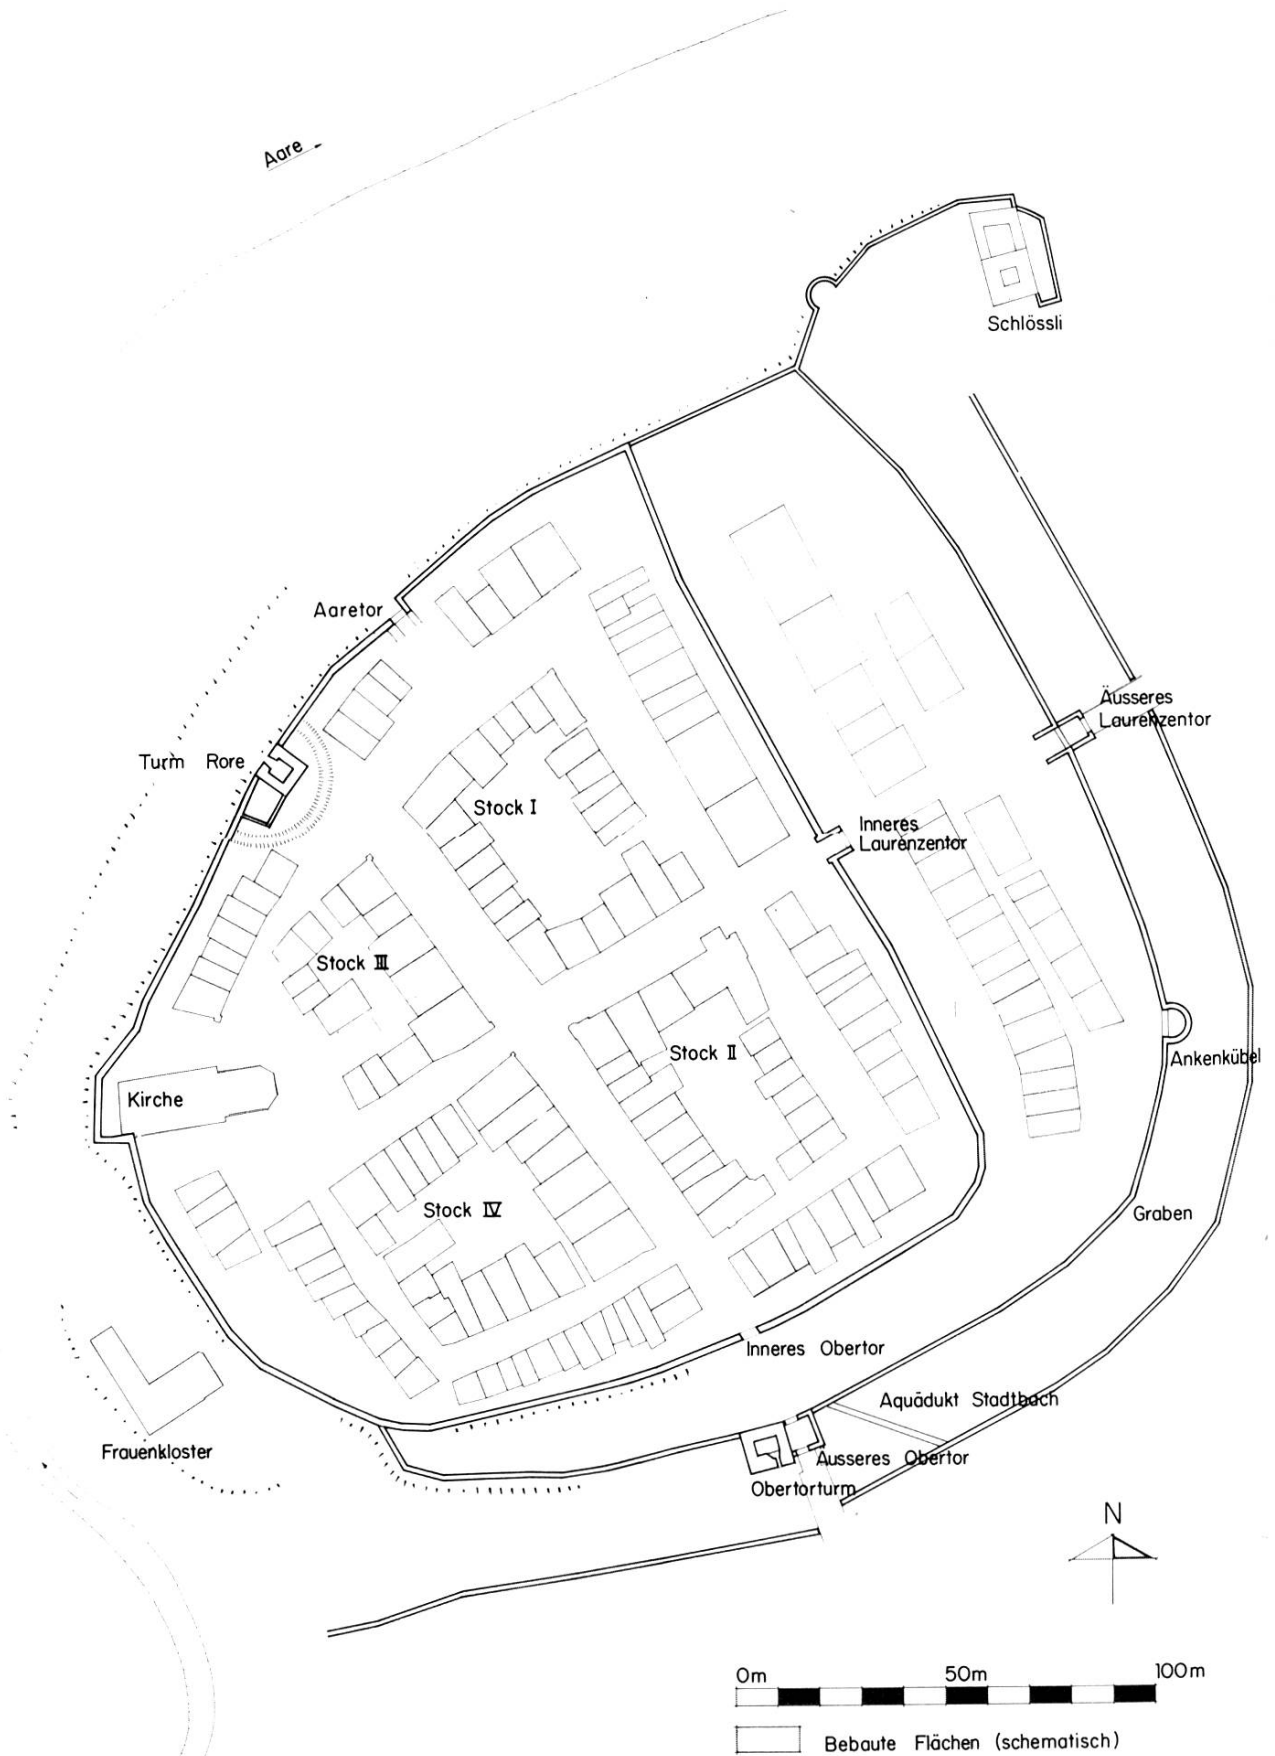 Aare
Schlössli
Aaretor
Äusseres
Laurenzentor
Turm Rore
Stock I
Inneres
Laurenzentor
Stock III
Stock II
Ankenkübel
Kirche
Stock IV
Graben
Inneres Obertor
Aquädukt Stadtbach
Frauenkloster
Äusseres Obertor
Obertorturm
N
0m 50m 100m
Bebaute Flächen (schematisch)